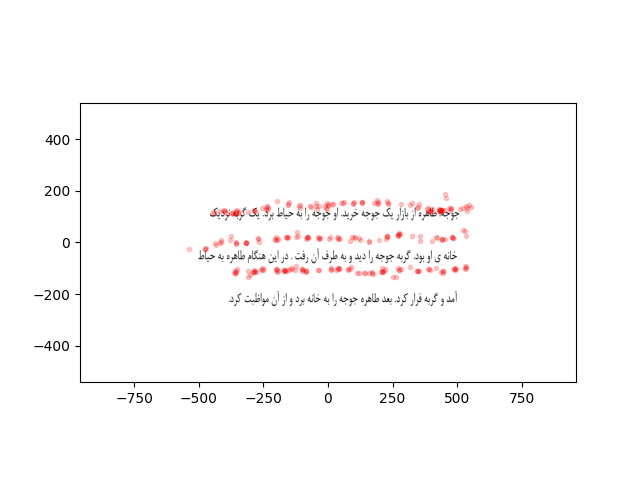 400
200
0
−200
−400
جوجه طاهره از بازار یک جوجه خرید. او جوجه را به حیاط برد. یک گربه نزدیک
خانه ی او بود. گربه جوجه را دید و به طرف آن رفت . در این هنگام طاهره به حیاط
آمد و گربه فرار کرد. بعد طاهره جوجه را به خانه برد و از آن مواظبت کرد.
−750 −500 −250 0 250 500 750